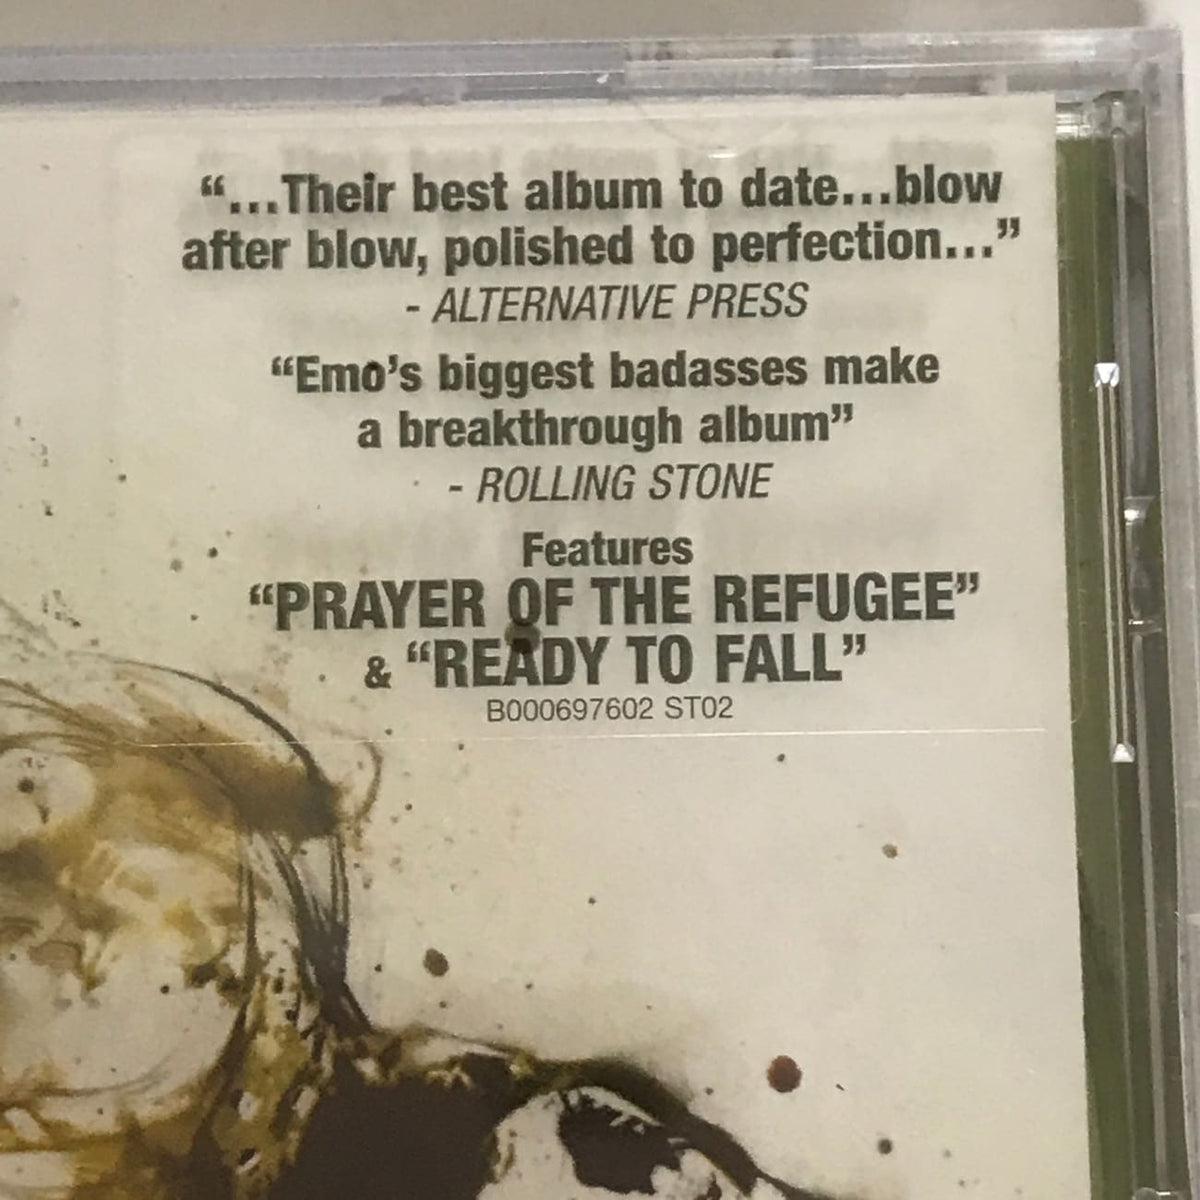 “...Their best album to date...blow
after blow, polished to perfection...”
- ALTERNATIVE PRESS
“Emo’s biggest badasses make
a breakthrough album”
- ROLLING STONE
Features
“PRAYER OF THE REFUGEE”
& “READY TO FALL”
B000697602 ST02